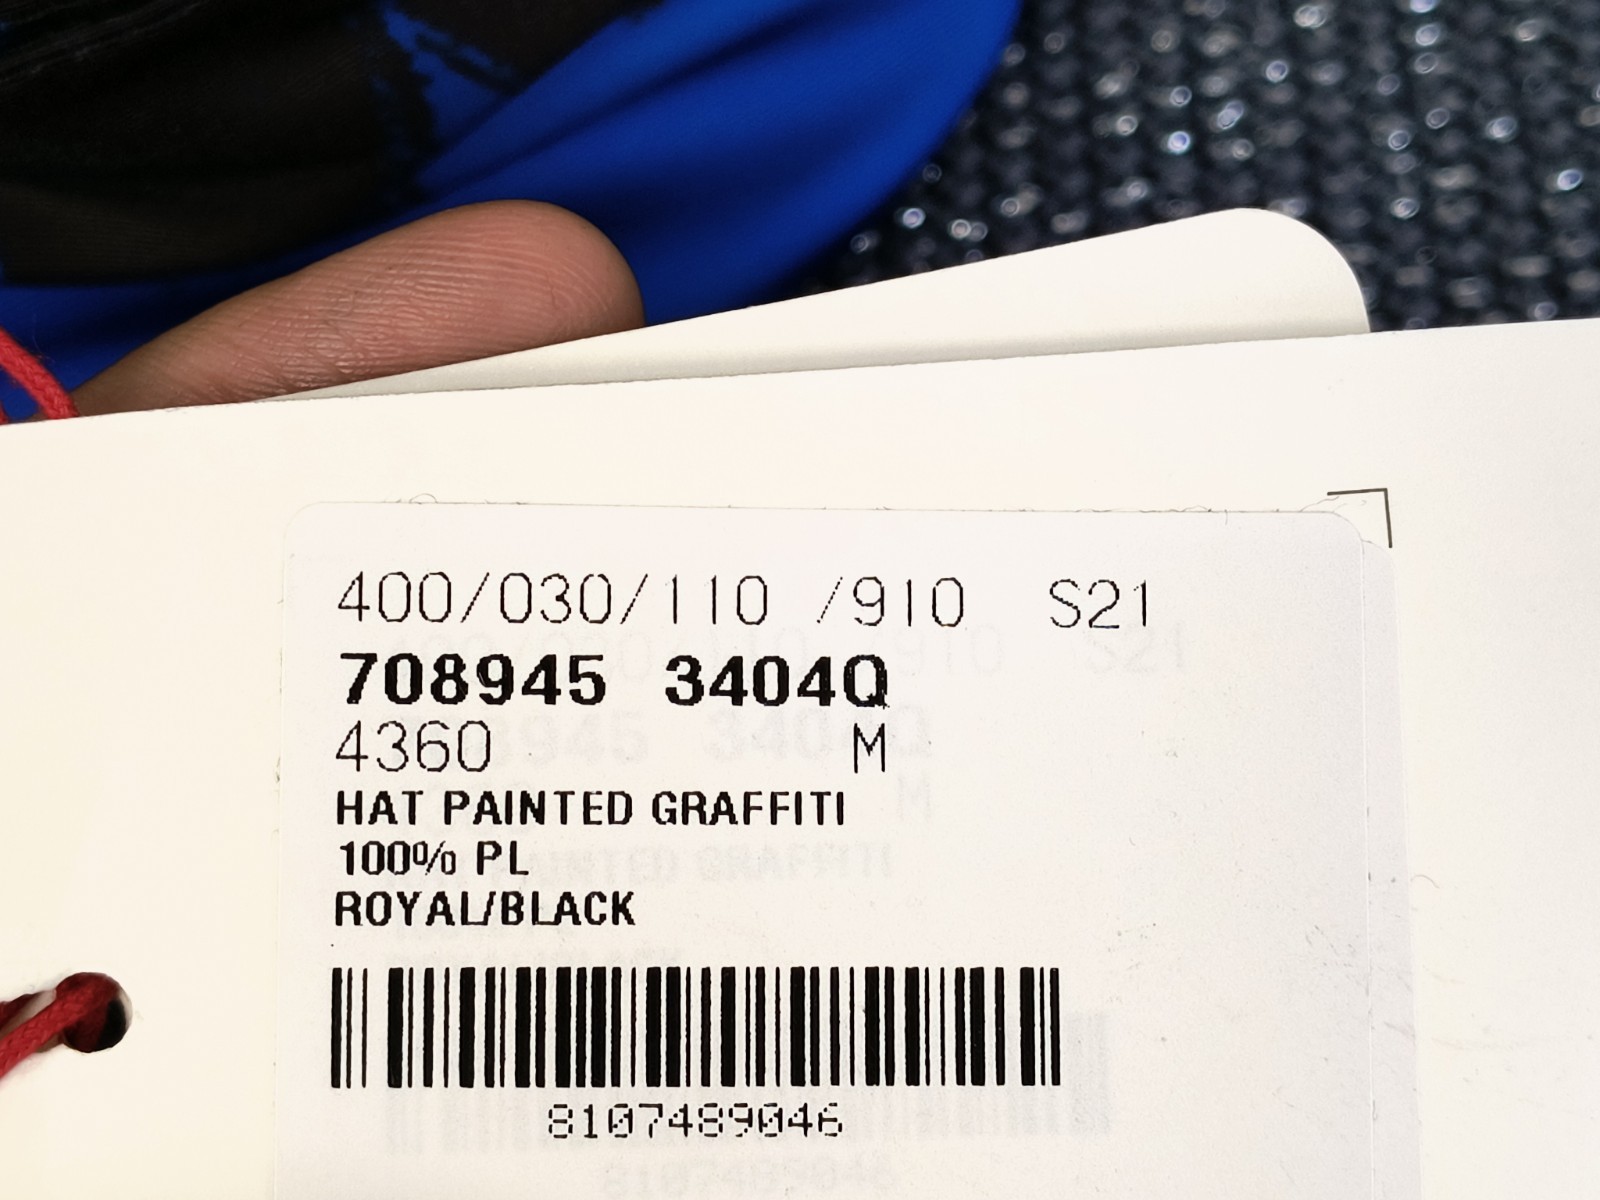 400/030/110 /910 S21
708945 3404Q
4360 M
HAT PAINTED GRAFFITI
100% PL
ROYAL/BLACK
8107489046